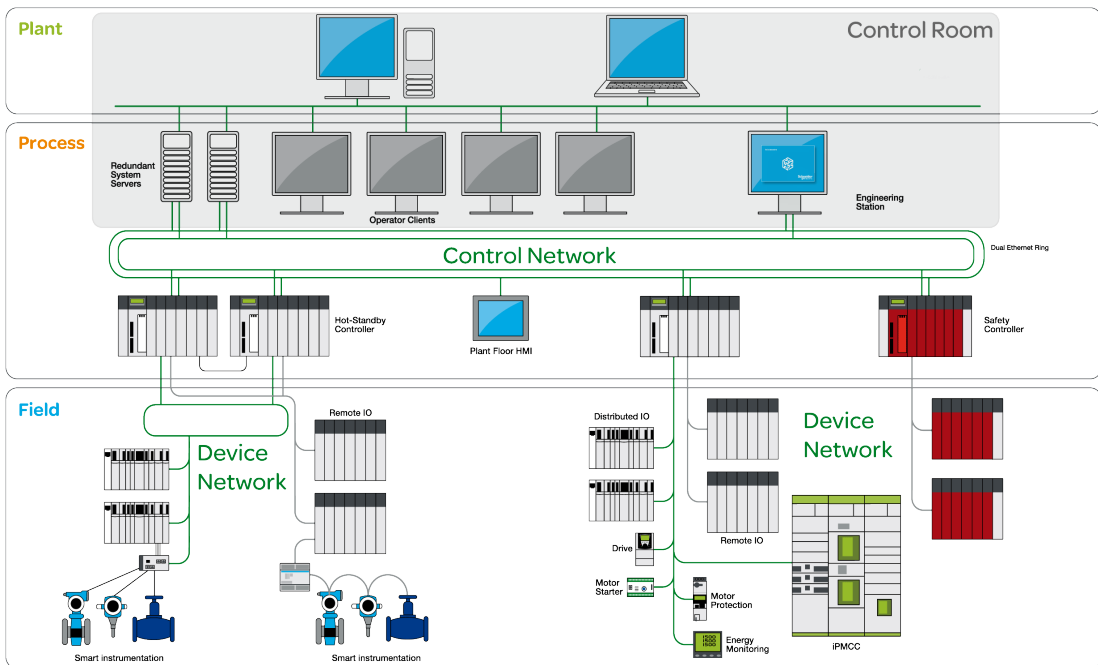 Plant
Control Room
Process
Redundant
System
Servers
Operator Clients
Engineering
Station
Control Network
Dual Ethernet Ring
Hot-Standby
Controller
Plant Floor HMI
Safety
Controller
Field
Remote IO
Device
Network
Distributed IO
Device
Network
Remote IO
Drive
Motor
Starter
Motor
Protection
Energy
Monitoring
iPMCC
Smart instrumentation
Smart instrumentation